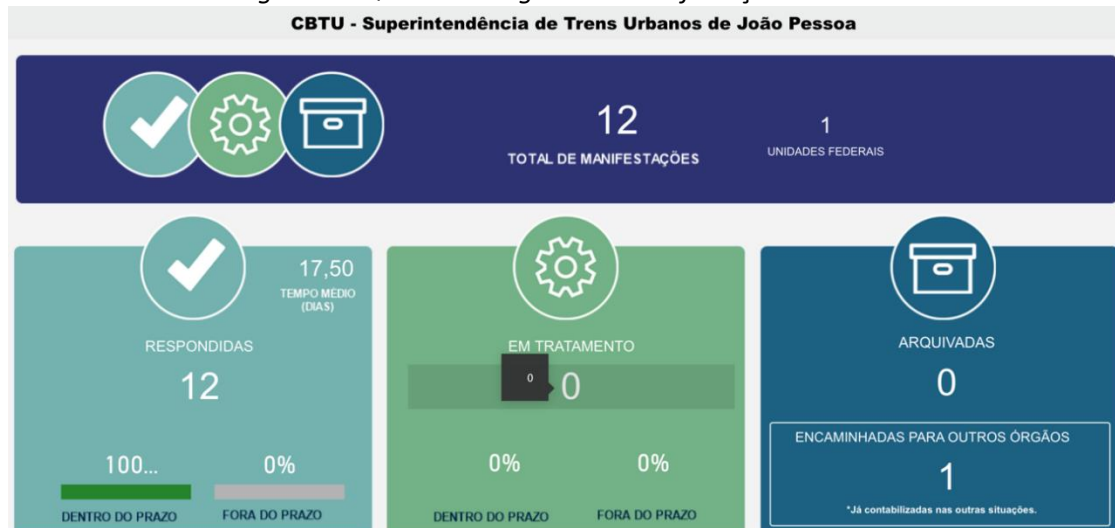 CBTU - Superintendência de Trens Urbanos de João Pessoa
12
TOTAL DE MANIFESTAÇÕES
1
UNIDADES FEDERAIS
17,50
TEMPO MÉDIO
(DIAS)
RESPONDIDAS
12
100...
0%
DENTRO DO PRAZO
FORA DO PRAZO
EM TRATAMENTO
0
0
0%
0%
DENTRO DO PRAZO
FORA DO PRAZO
ARQUIVADAS
0
ENCAMINHADAS PARA OUTROS ÓRGÃOS
1
*Já contabilizadas nas outras situações.